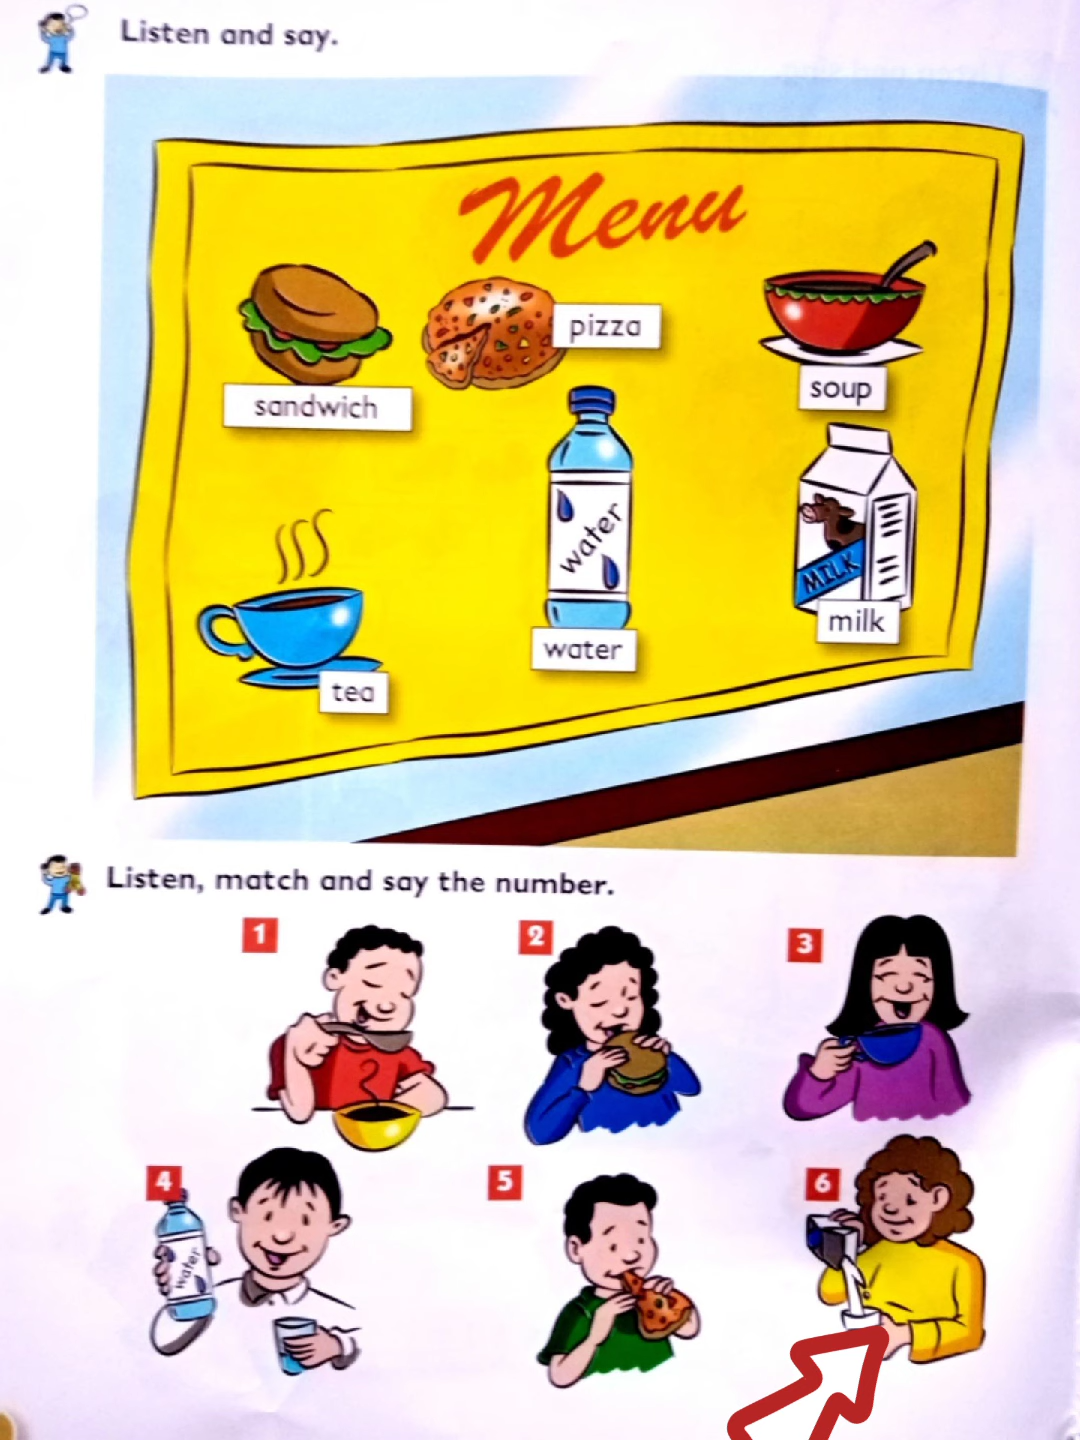 Listen and say.
Menu
pizza
soup
sandwich
water
MILK
milk
water
tea
Listen, match and say the number.
1
2
3
4
5
6
water